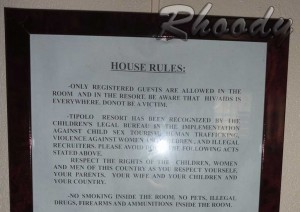 Rhoody
HOUSE RULES:
-ONLY REGISTERED GUESTS ARE ALLOWED IN THE
ROOM AND IN THE RESORT. BE AWARE THAT HIV/AIDS IS
EVERYWHERE. DONOT BE A VICTIM.
-TIPOLO RESORT HAS BEEN RECOGNIZED BY THE
CHILDREN'S LEGAL BUREAU IN THE IMPLEMENTATION
AGAINST CHILD SEX TOURISM, HUMAN TRAFFICKING,
VIOLENCE AGAINST WOMEN CHILDREN, AND ILLEGAL
RECRUITERS. PLEASE FOLLOWING ACTS
STATED ABOVE.
RESPECT THE RIGHTS OF THE CHILDREN, WOMEN
AND MEN OF THIS COUNTRY AS YOU RESPECT YOURSELF,
YOUR PARENTS, YOUR WIFE AND YOUR CHILDREN AND
YOUR COUNTRY.
-NO SMOKING INSIDE THE ROOM, NO PETS, ILLEGAL
DRUGS, FIREARMS AND AMMUNITIONS INSIDE THE ROOM.